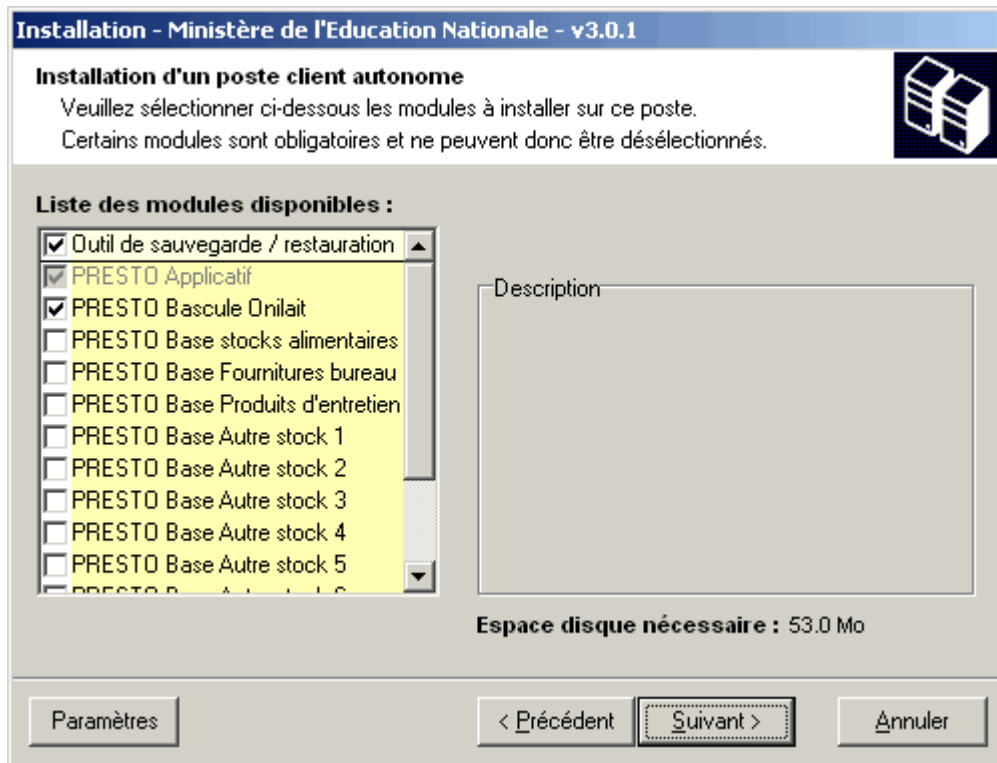 Installation - Ministère de l'Education Nationale - v3.0.1
Installation d'un poste client autonome
Veuillez sélectionner ci-dessous les modules à installer sur ce poste.
Certains modules sont obligatoires et ne peuvent donc être désélectionnés.
Liste des modules disponibles :
Outil de sauvegarde / restauration
PRESTO Applicatif
PRESTO Bascule Onilait
PRESTO Base stocks alimentaires
PRESTO Base Fournitures bureau
PRESTO Base Produits d'entretien
PRESTO Base Autre stock 1
PRESTO Base Autre stock 2
PRESTO Base Autre stock 3
PRESTO Base Autre stock 4
PRESTO Base Autre stock 5
Description
Espace disque nécessaire : 53.0 Mo
Paramètres
< Précédent
Suivant >
Annuler